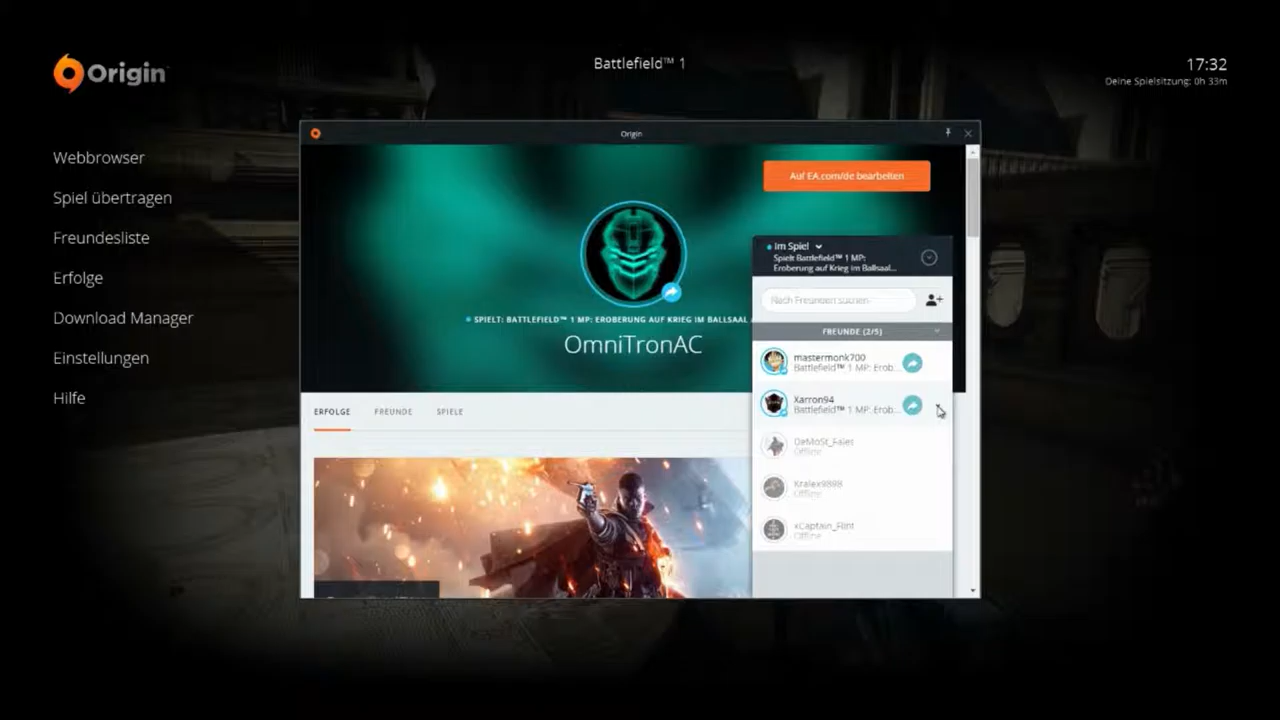 Origin
Battlefield™ 1
17:32
Deine Spielsitzung: 0h 33m
Webbrowser
Spiel übertragen
Freundesliste
Erfolge
Download Manager
Einstellungen
Hilfe
Origin
Auf EA.com/de bearbeiten
SPIELT: BATTLEFIELD™ 1 MP: EROBERUNG AUF KRIEG IM BALLSAAL
OmniTronAC
ERFOLGE
FREUNDE
SPIELE
Im Spiel
Spielt Battlefield™ 1 MP:
Eroberung auf Krieg im Ballsaal...
Nach Freunden suchen
FREUNDE (2/5)
mastermonk700
Battlefield™ 1 MP: Erob...
Xarron94
Battlefield™ 1 MP: Erob...
Offline
Kralex9898
Offline
xCaptain_Flint
Offline